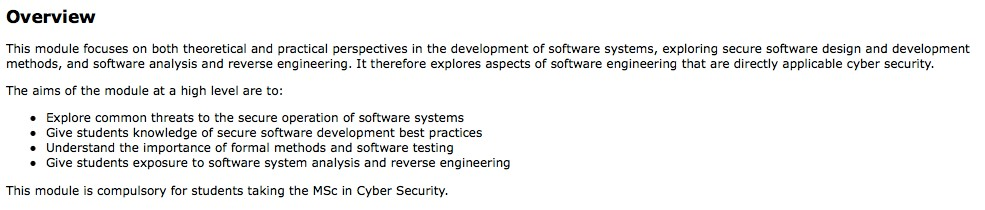 Overview
This module focuses on both theoretical and practical perspectives in the development of software systems, exploring secure software design and development
methods, and software analysis and reverse engineering. It therefore explores aspects of software engineering that are directly applicable cyber security.
The aims of the module at a high level are to:
• Explore common threats to the secure operation of software systems
• Give students knowledge of secure software development best practices
• Understand the importance of formal methods and software testing
• Give students exposure to software system analysis and reverse engineering
This module is compulsory for students taking the MSc in Cyber Security.